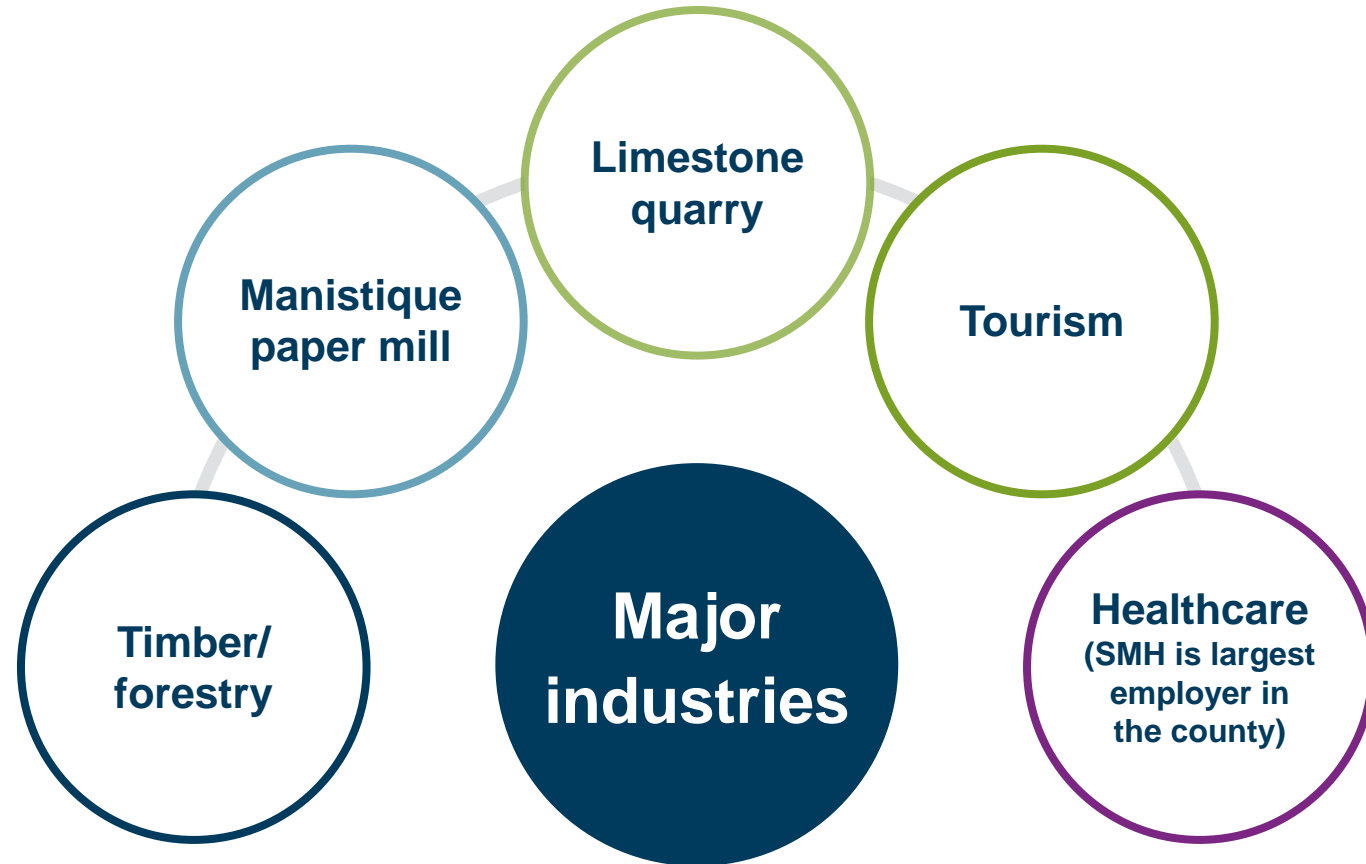 Limestone
quarry
Manistique
paper mill
Tourism
Timber/
forestry
Major
industries
Healthcare
(SMH is largest
employer in
the county)